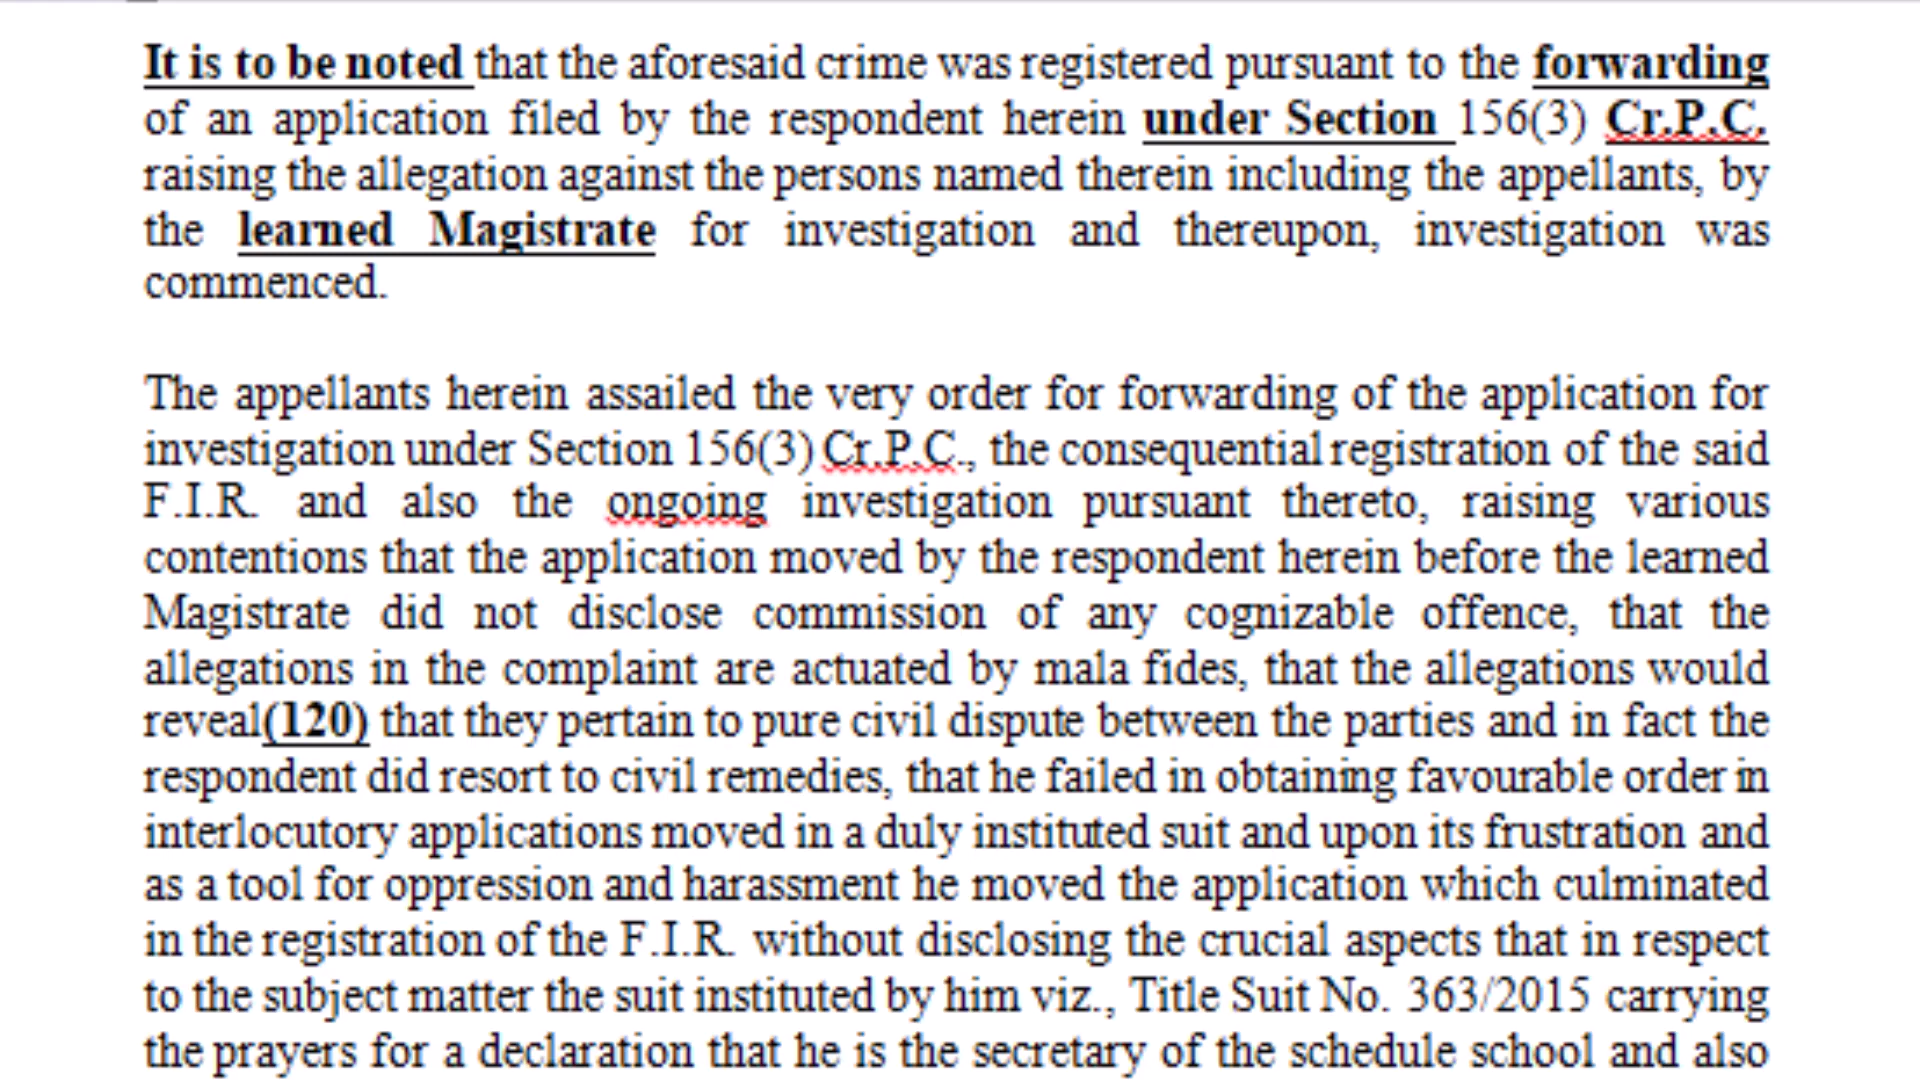 It is to be noted that the aforesaid crime was registered pursuant to the forwarding
of an application filed by the respondent herein under Section 156(3) Cr.P.C.
raising the allegation against the persons named therein including the appellants, by
the learned Magistrate for investigation and thereupon, investigation was
commenced.
The appellants herein assailed the very order for forwarding of the application for
investigation under Section 156(3) Cr.P.C., the consequential registration of the said
F.I.R. and also the ongoing investigation pursuant thereto, raising various
contentions that the application moved by the respondent herein before the learned
Magistrate did not disclose commission of any cognizable offence, that the
allegations in the complaint are actuated by mala fides, that the allegations would
reveal(120) that they pertain to pure civil dispute between the parties and in fact the
respondent did resort to civil remedies, that he failed in obtaining favourable order in
interlocutory applications moved in a duly instituted suit and upon its frustration and
as a tool for oppression and harassment he moved the application which culminated
in the registration of the F.I.R. without disclosing the crucial aspects that in respect
to the subject matter the suit instituted by him viz., Title Suit No. 363/2015 carrying
the prayers for a declaration that he is the secretary of the schedule school and also